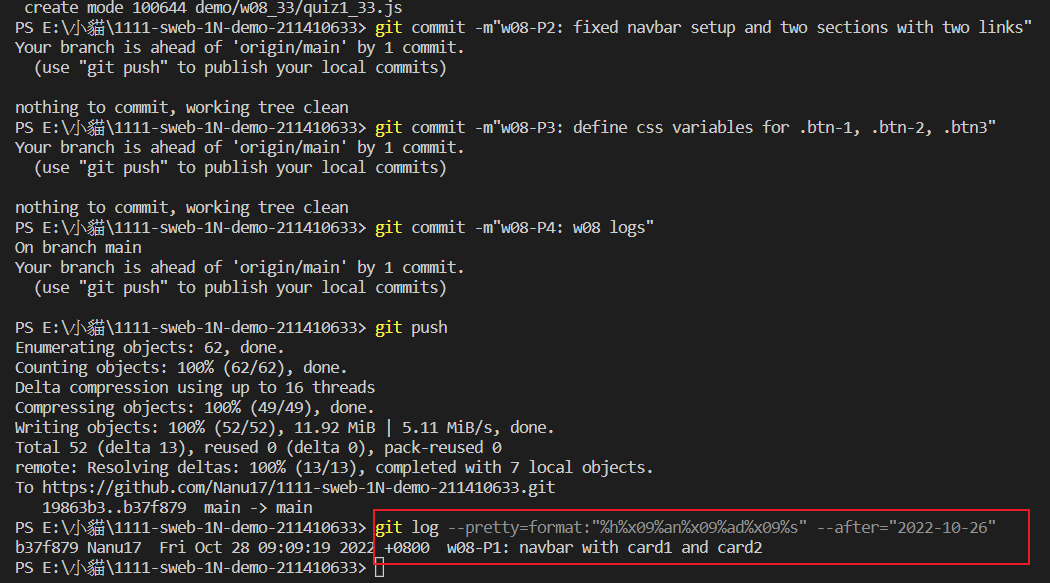 create mode 100644 demo/w08_33/quiz1_33.js
PS E:\小貓\1111-sweb-1N-demo-211410633> git commit -m"w08-P2: fixed navbar setup and two sections with two links"
Your branch is ahead of 'origin/main' by 1 commit.
  (use "git push" to publish your local commits)

nothing to commit, working tree clean
PS E:\小貓\1111-sweb-1N-demo-211410633> git commit -m"w08-P3: define css variables for .btn-1, .btn-2, .btn3"
Your branch is ahead of 'origin/main' by 1 commit.
  (use "git push" to publish your local commits)

nothing to commit, working tree clean
PS E:\小貓\1111-sweb-1N-demo-211410633> git commit -m"w08-P4: w08 logs"
On branch main
Your branch is ahead of 'origin/main' by 1 commit.
  (use "git push" to publish your local commits)

PS E:\小貓\1111-sweb-1N-demo-211410633> git push
Enumerating objects: 62, done.
Counting objects: 100% (62/62), done.
Delta compression using up to 16 threads
Compressing objects: 100% (49/49), done.
Writing objects: 100% (52/52), 11.92 MiB | 5.11 MiB/s, done.
Total 52 (delta 13), reused 0 (delta 0), pack-reused 0
remote: Resolving deltas: 100% (13/13), completed with 7 local objects.
To https://github.com/Nanu17/1111-sweb-1N-demo-211410633.git
   19863b3..b37f879  main -> main
PS E:\小貓\1111-sweb-1N-demo-211410633> git log --pretty=format:"%h%x09%an%x09%ad%x09%s" --after="2022-10-26"
b37f879 Nanu17  Fri Oct 28 09:09:19 2022 +0800  w08-P1: navbar with card1 and card2
PS E:\小貓\1111-sweb-1N-demo-211410633>